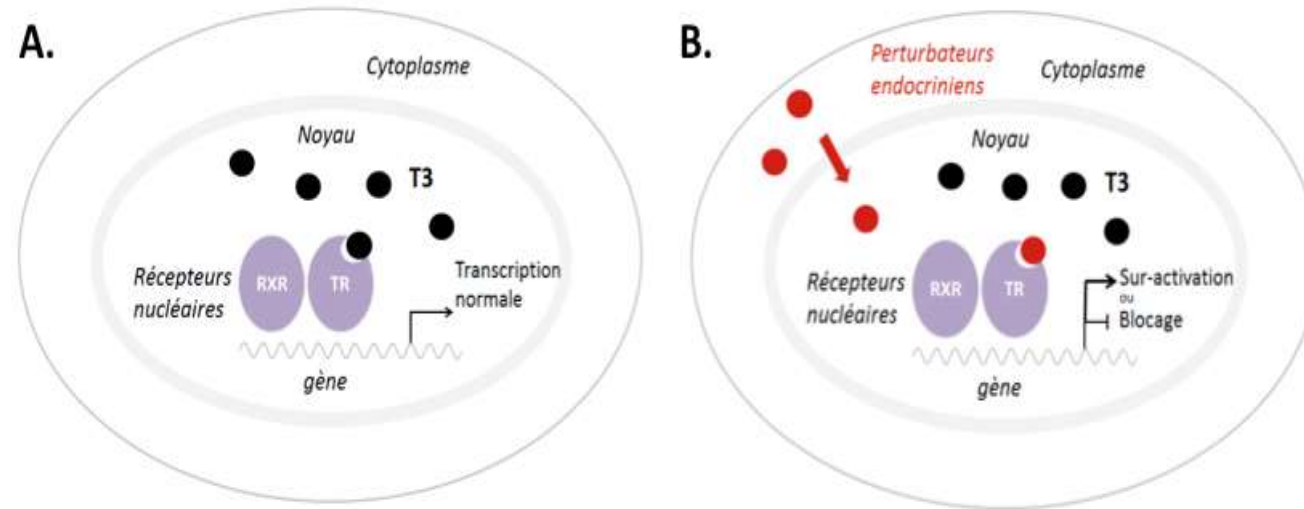 A.
Cytoplasme
Noyau
T3
Récepteurs
nucléaires
RXR
TR
Transcription
normale
gène
B.
Perturbateurs
endocriniens
Cytoplasme
Noyau
T3
Récepteurs
nucléaires
RXR
TR
Sur-activation
ou
Blocage
gène